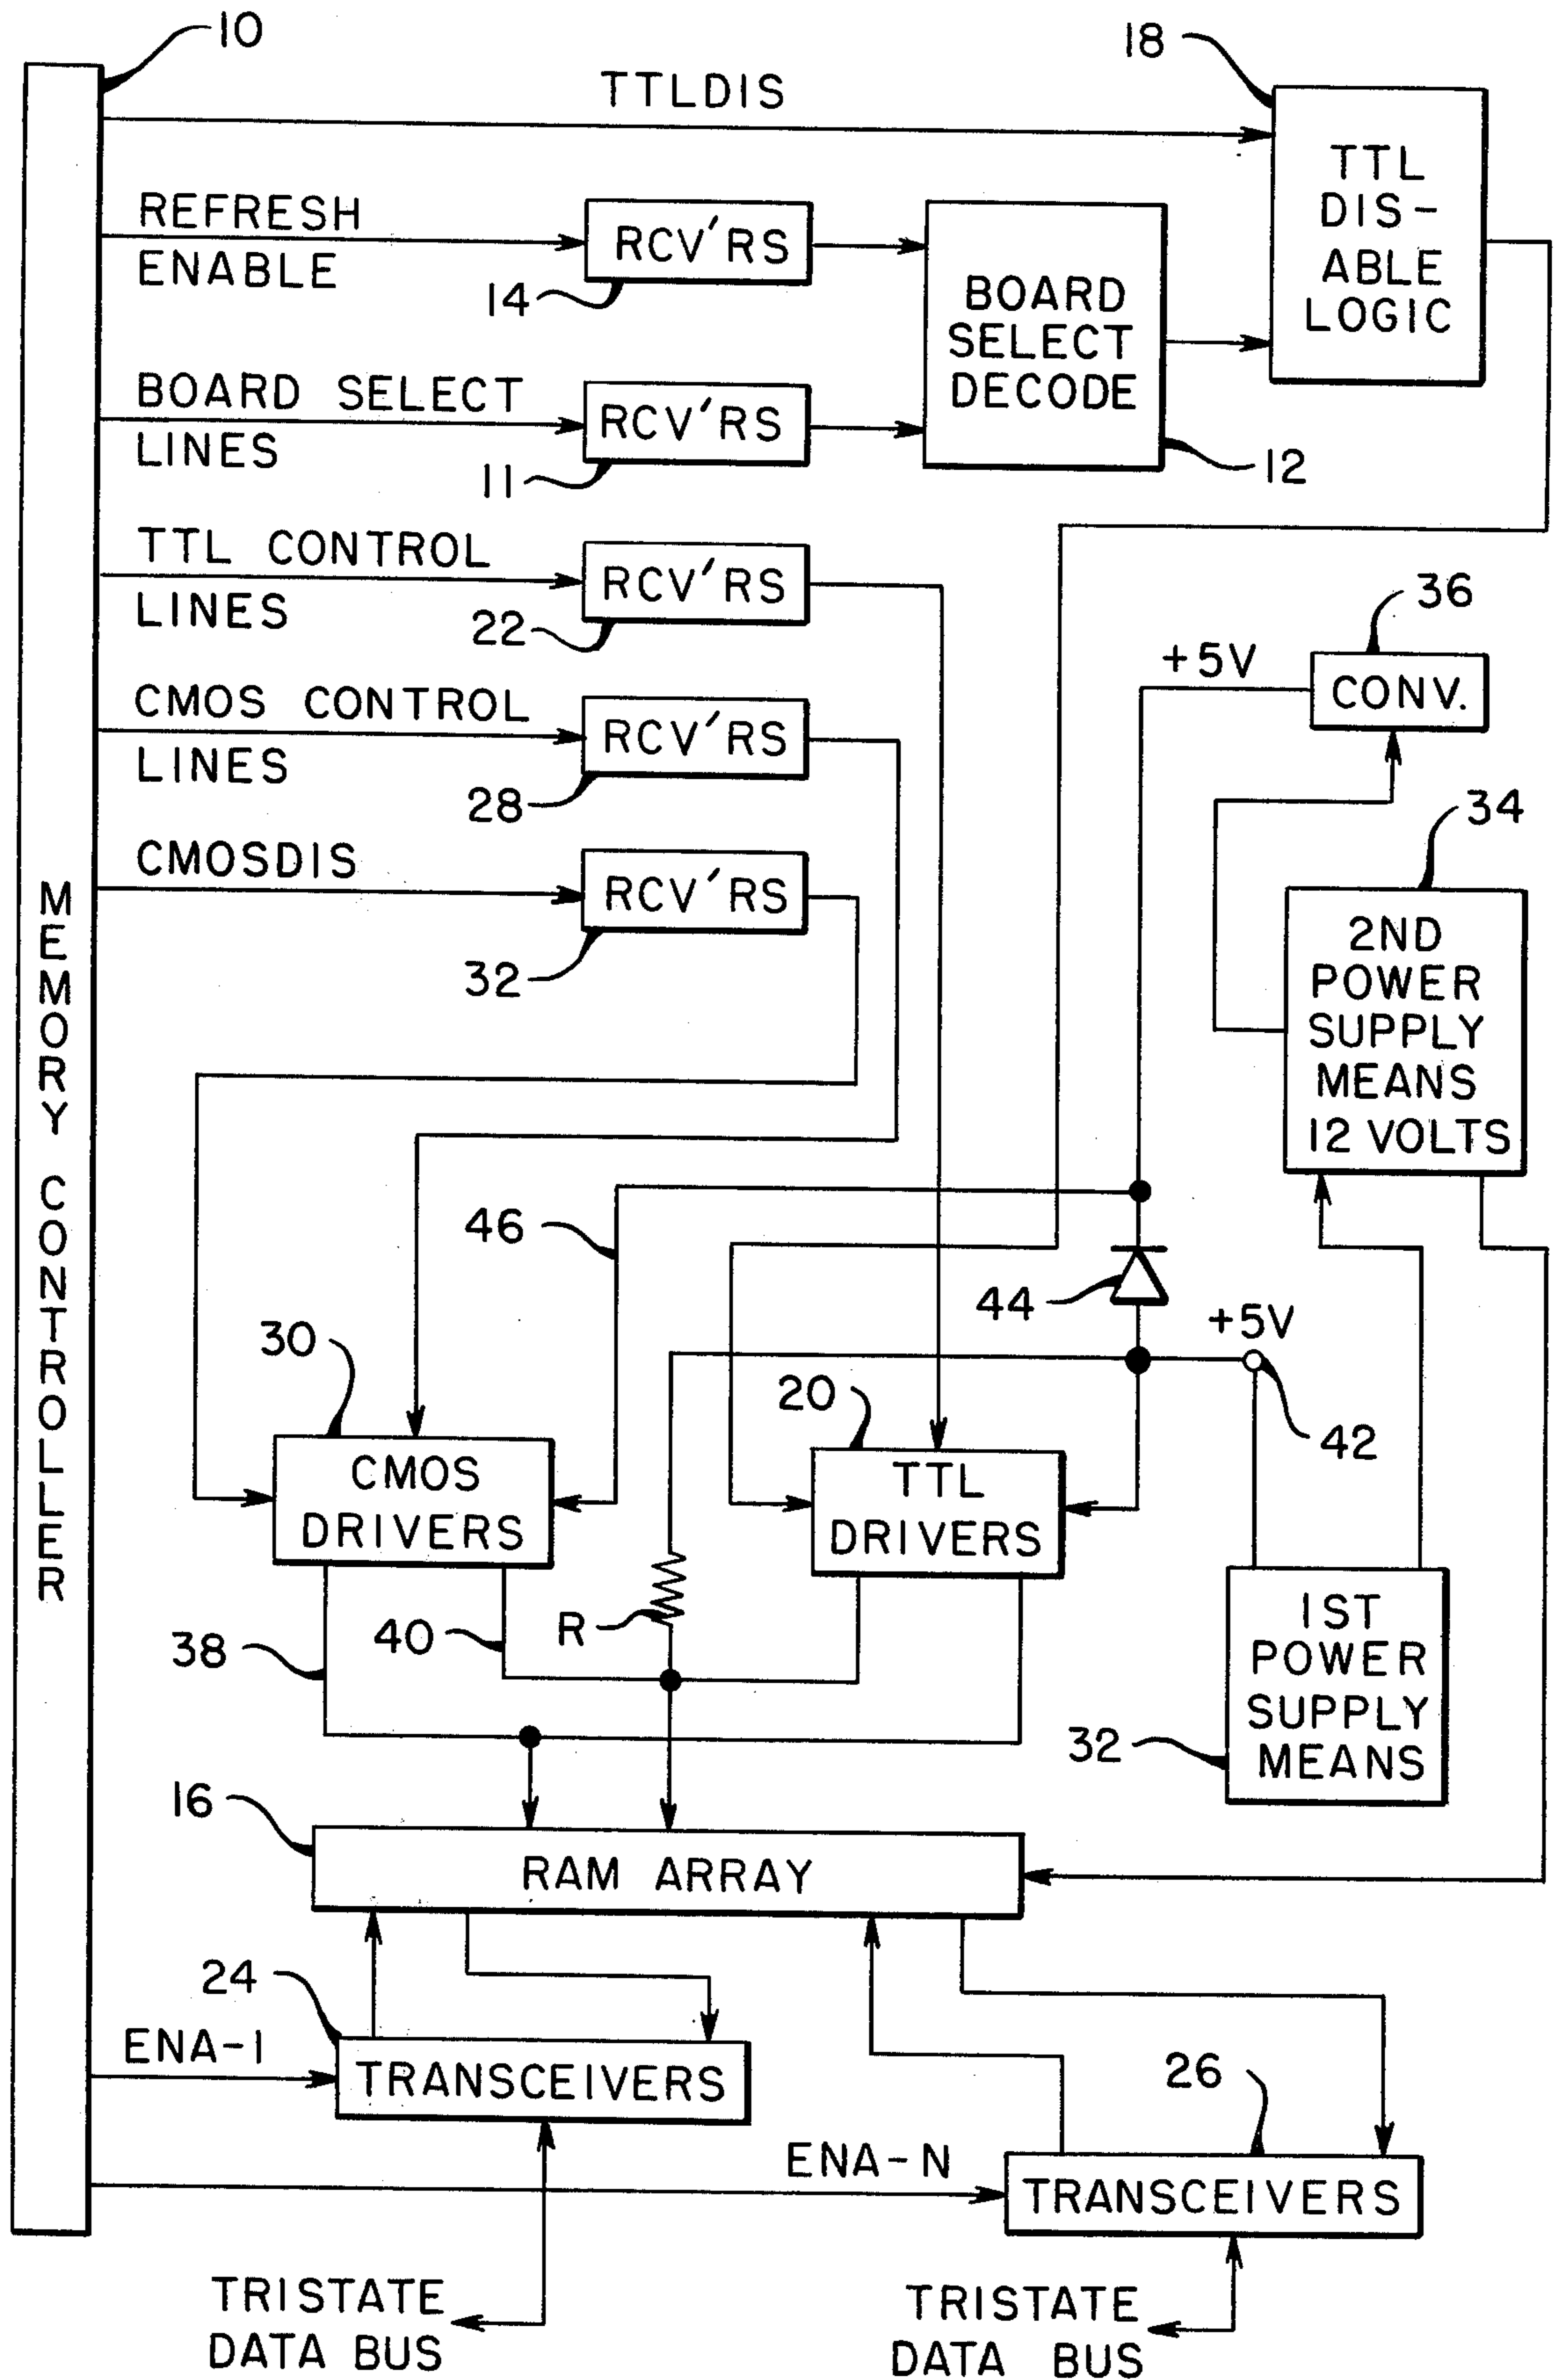 10
18
TTLDIS
TTL
DIS-
ABLE
LOGIC
REFRESH
ENABLE
RCV'RS
14
BOARD
SELECT
DECODE
12
BOARD SELECT
LINES
RCV'RS
11
TTL CONTROL
LINES
RCV'RS
22
36
+5V
CONV.
CMOS CONTROL
LINES
RCV'RS
28
34
CMOSDIS
RCV'RS
32
2ND
POWER
SUPPLY
MEANS
12 VOLTS
MEMORY CONTROLLER
46
44
+5V
30
20
42
CMOS
DRIVERS
TTL
DRIVERS
R
40
38
1ST
POWER
SUPPLY
MEANS
32
16
RAM ARRAY
24
ENA-1
TRANSCEIVERS
26
ENA-N
TRANSCEIVERS
TRISTATE
DATA BUS
TRISTATE
DATA BUS